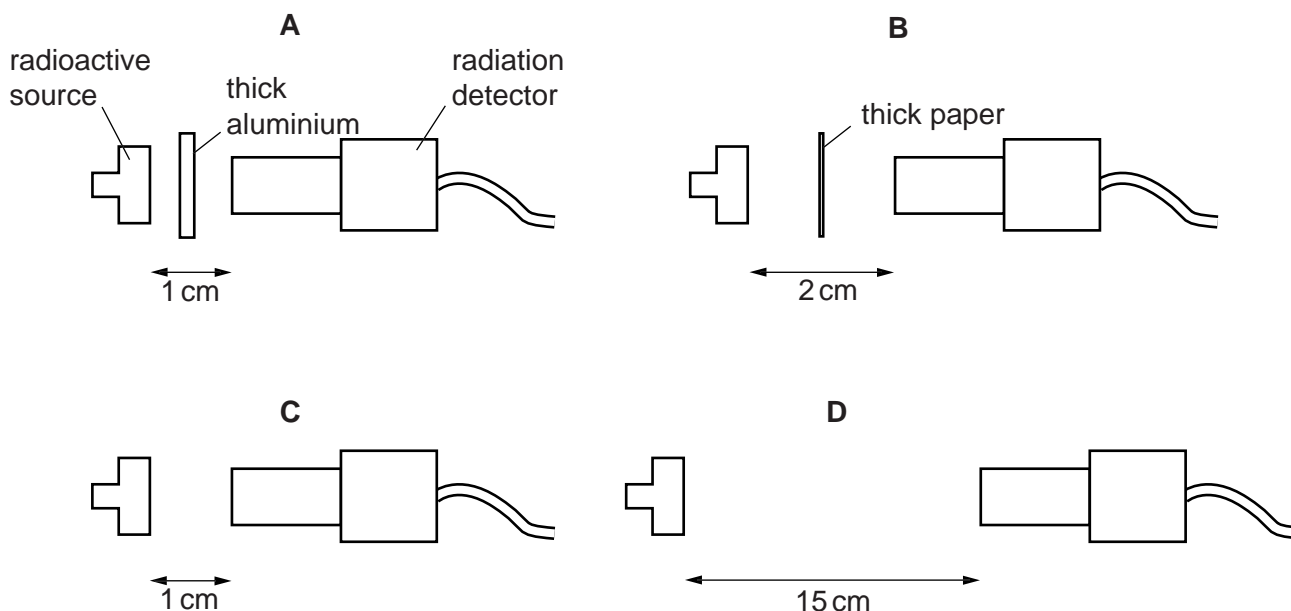 A
radioactive
source
thick
aluminium
radiation
detector
1 cm
B
thick paper
2 cm
C
1 cm
D
15 cm